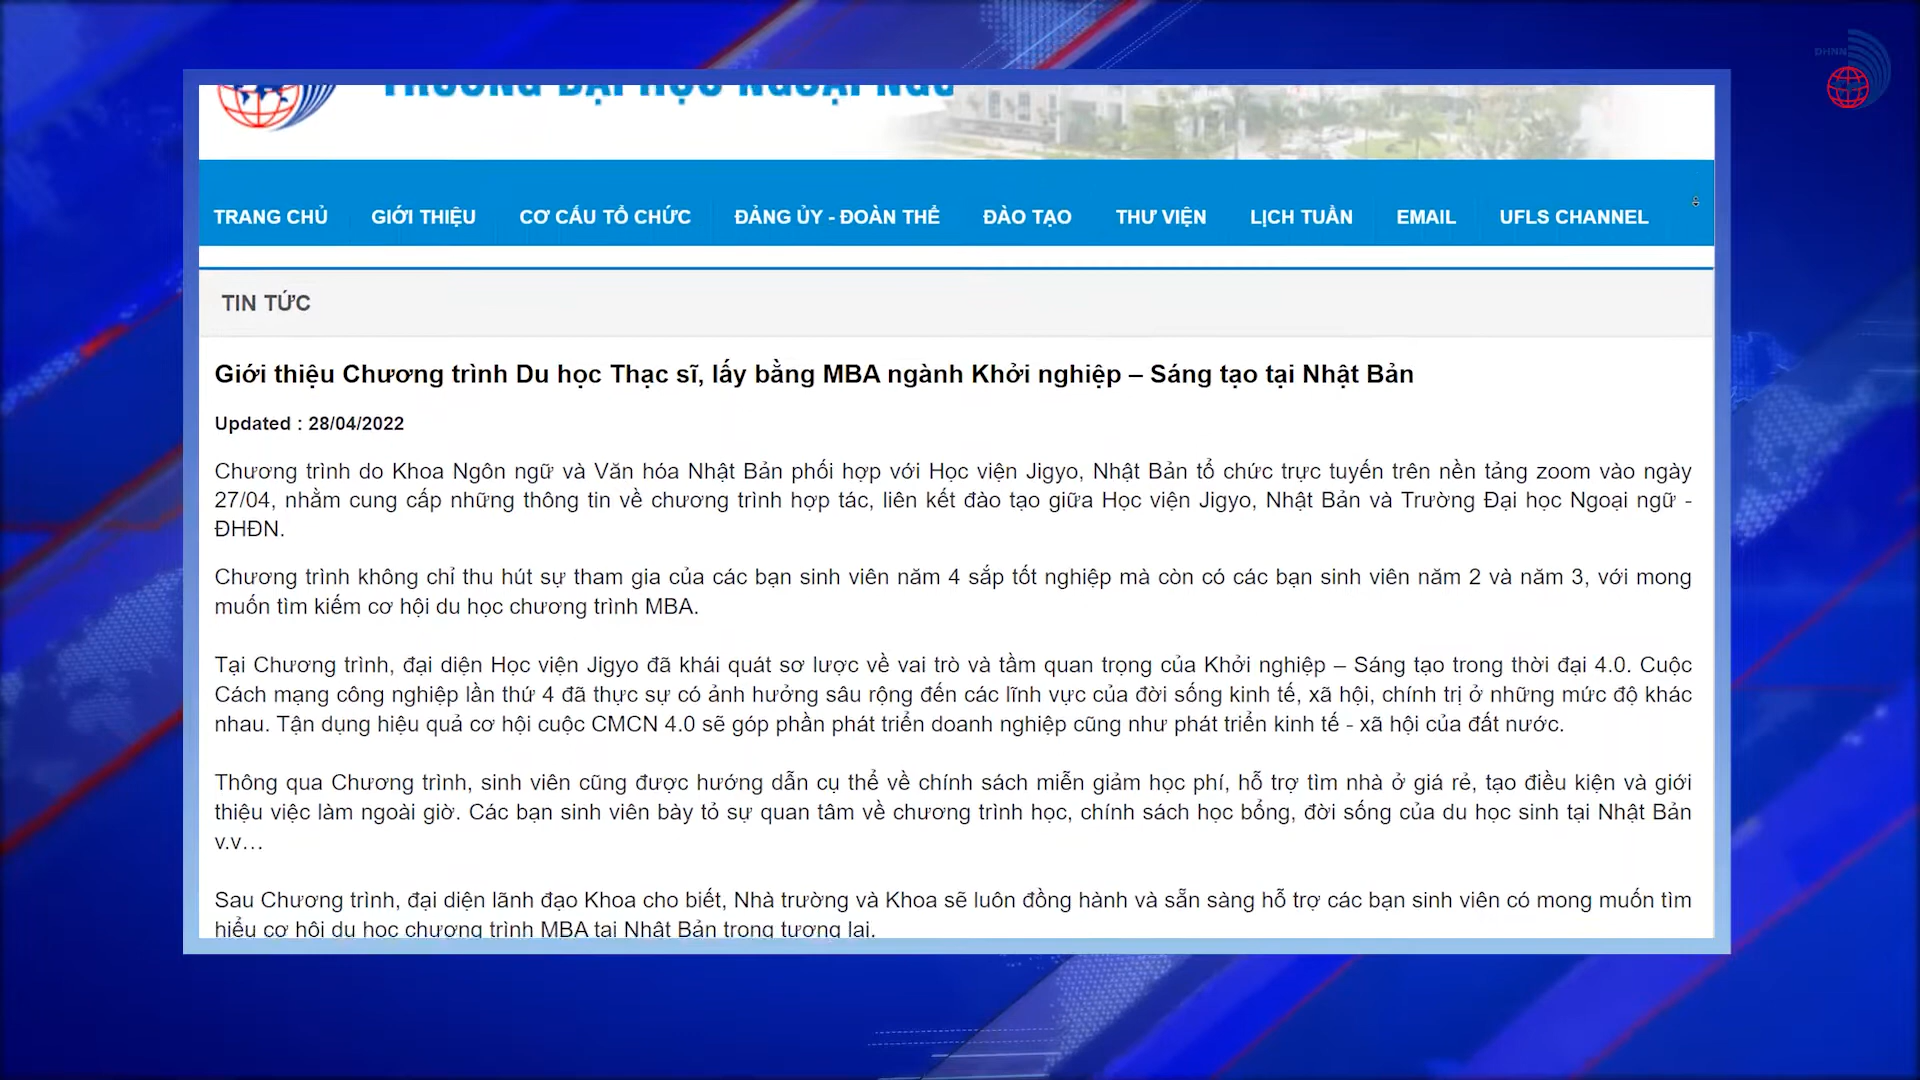 TRƯỜNG ĐẠI HỌC NGOẠI NGỮ
ĐHNN
TRANG CHỦ GIỚI THIỆU CƠ CẤU TỔ CHỨC ĐẢNG ỦY - ĐOÀN THỂ ĐÀO TẠO THƯ VIỆN LỊCH TUẦN EMAIL UFLS CHANNEL
TIN TỨC
Giới thiệu Chương trình Du học Thạc sĩ, lấy bằng MBA ngành Khởi nghiệp – Sáng tạo tại Nhật Bản
Updated : 28/04/2022
Chương trình do Khoa Ngôn ngữ và Văn hóa Nhật Bản phối hợp với Học viện Jigyo, Nhật Bản tổ chức trực tuyến trên nền tảng zoom vào ngày
27/04, nhằm cung cấp những thông tin về chương trình hợp tác, liên kết đào tạo giữa Học viện Jigyo, Nhật Bản và Trường Đại học Ngoại ngữ -
ĐHĐN.
Chương trình không chỉ thu hút sự tham gia của các bạn sinh viên năm 4 sắp tốt nghiệp mà còn có các bạn sinh viên năm 2 và năm 3, với mong
muốn tìm kiếm cơ hội du học chương trình MBA.
Tại Chương trình, đại diện Học viện Jigyo đã khái quát sơ lược về vai trò và tầm quan trọng của Khởi nghiệp – Sáng tạo trong thời đại 4.0. Cuộc
Cách mạng công nghiệp lần thứ 4 đã thực sự có ảnh hưởng sâu rộng đến các lĩnh vực của đời sống kinh tế, xã hội, chính trị ở những mức độ khác
nhau. Tận dụng hiệu quả cơ hội cuộc CMCN 4.0 sẽ góp phần phát triển doanh nghiệp cũng như phát triển kinh tế - xã hội của đất nước.
Thông qua Chương trình, sinh viên cũng được hướng dẫn cụ thể về chính sách miễn giảm học phí, hỗ trợ tìm nhà ở giá rẻ, tạo điều kiện và giới
thiệu việc làm ngoài giờ. Các bạn sinh viên bày tỏ sự quan tâm về chương trình học, chính sách học bổng, đời sống của du học sinh tại Nhật Bản
v.v…
Sau Chương trình, đại diện lãnh đạo Khoa cho biết, Nhà trường và Khoa sẽ luôn đồng hành và sẵn sàng hỗ trợ các bạn sinh viên có mong muốn tìm
hiểu cơ hội du học chương trình MBA tại Nhật Bản trong tương lai.